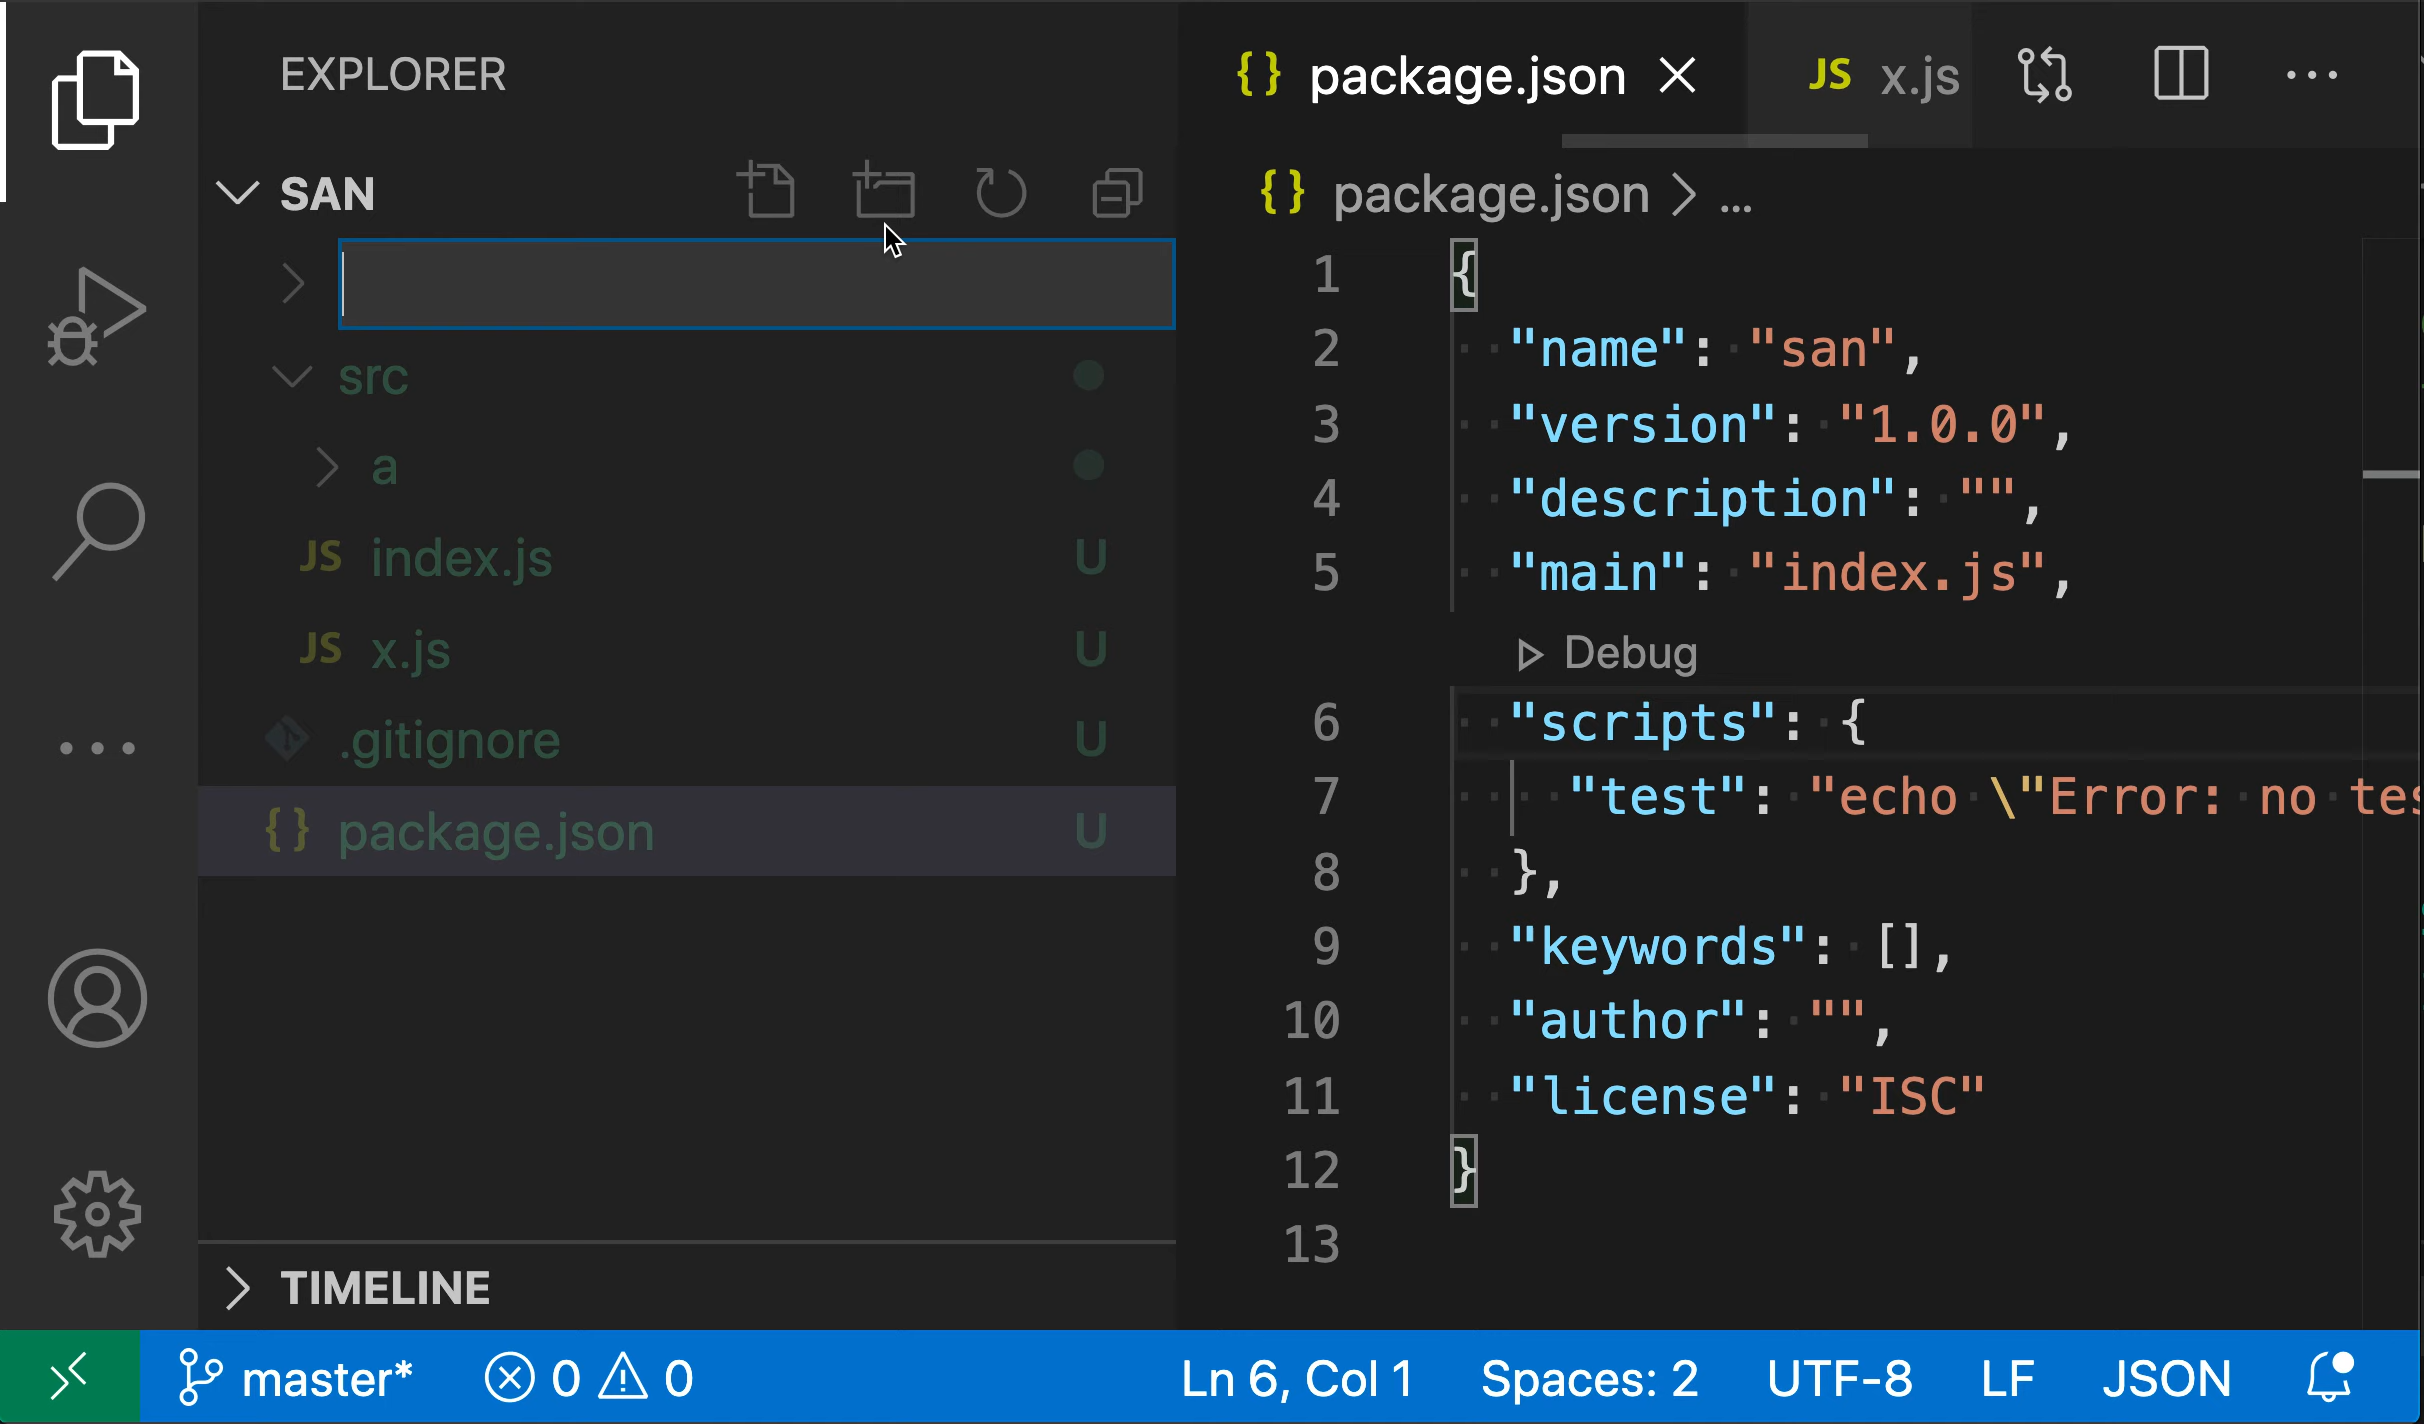 EXPLORER
SAN
src
a
JS index.js U
JS x.js U
.gitignore U
{} package.json U
TIMELINE
{} package.json JS x.js
{} package.json > ...
1 {
2 "name": "san",
3 "version": "1.0.0",
4 "description": "",
5 "main": "index.js",
Debug
6 "scripts": {
7 "test": "echo \"Error: no tes
8 },
9 "keywords": [],
10 "author": "",
11 "license": "ISC"
12 }
13
master* 0 0 Ln 6, Col 1 Spaces: 2 UTF-8 LF JSON